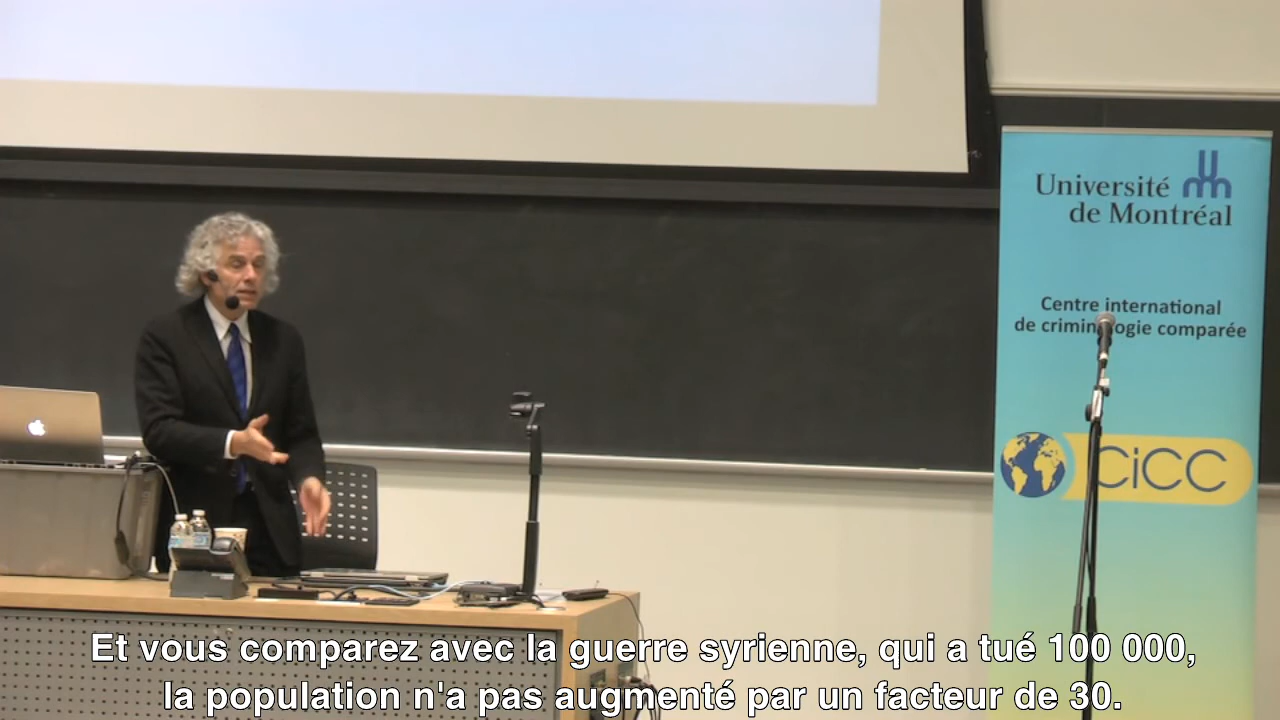 Université
de Montréal
Centre international
de criminologie comparée
CiCC
Et vous comparez avec la guerre syrienne, qui a tué 100 000,
la population n'a pas augmenté par un facteur de 30.